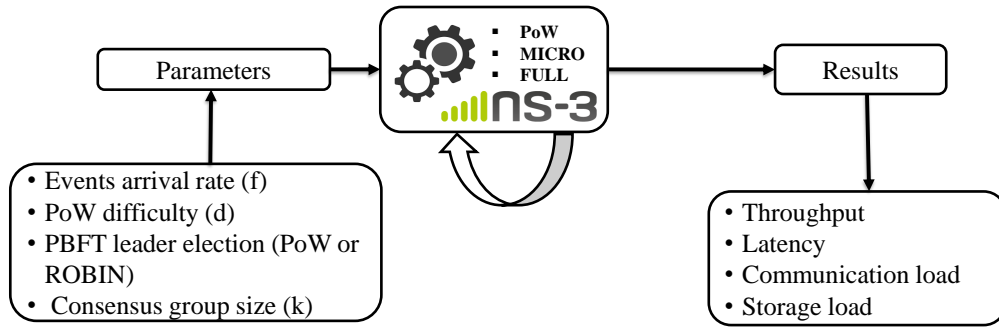 Parameters
▪ PoW
▪ MICRO
▪ FULL
NS-3
Results
• Events arrival rate (f)
• PoW difficulty (d)
• PBFT leader election (PoW or
ROBIN)
• Consensus group size (k)
• Throughput
• Latency
• Communication load
• Storage load